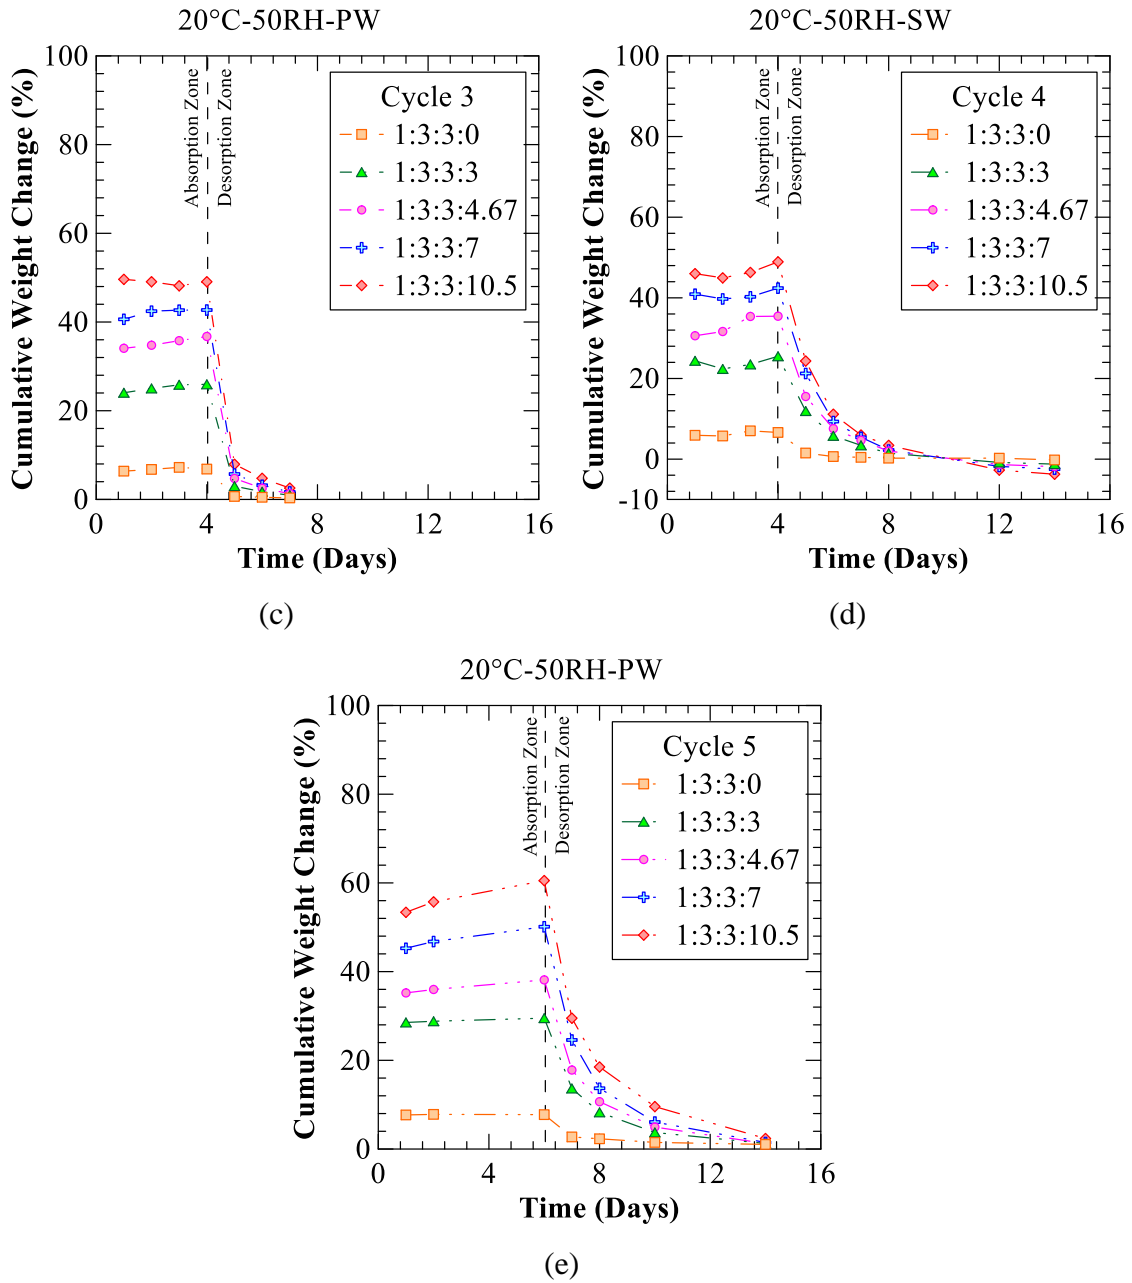 20°C-50RH-PW
Cumulative Weight Change (%)
100
80
60
40
20
0
0 4 8 12 16
Time (Days)
Absorption Zone
Desorption Zone
Cycle 3
1:3:3:0
1:3:3:3
1:3:3:4.67
1:3:3:7
1:3:3:10.5
(c)
20°C-50RH-SW
Cumulative Weight Change (%)
100
80
60
40
20
0
-10
0 4 8 12 16
Time (Days)
Absorption Zone
Desorption Zone
Cycle 4
1:3:3:0
1:3:3:3
1:3:3:4.67
1:3:3:7
1:3:3:10.5
(d)
20°C-50RH-PW
Cumulative Weight Change (%)
100
80
60
40
20
0
0 4 8 12 16
Time (Days)
Absorption Zone
Desorption Zone
Cycle 5
1:3:3:0
1:3:3:3
1:3:3:4.67
1:3:3:7
1:3:3:10.5
(e)